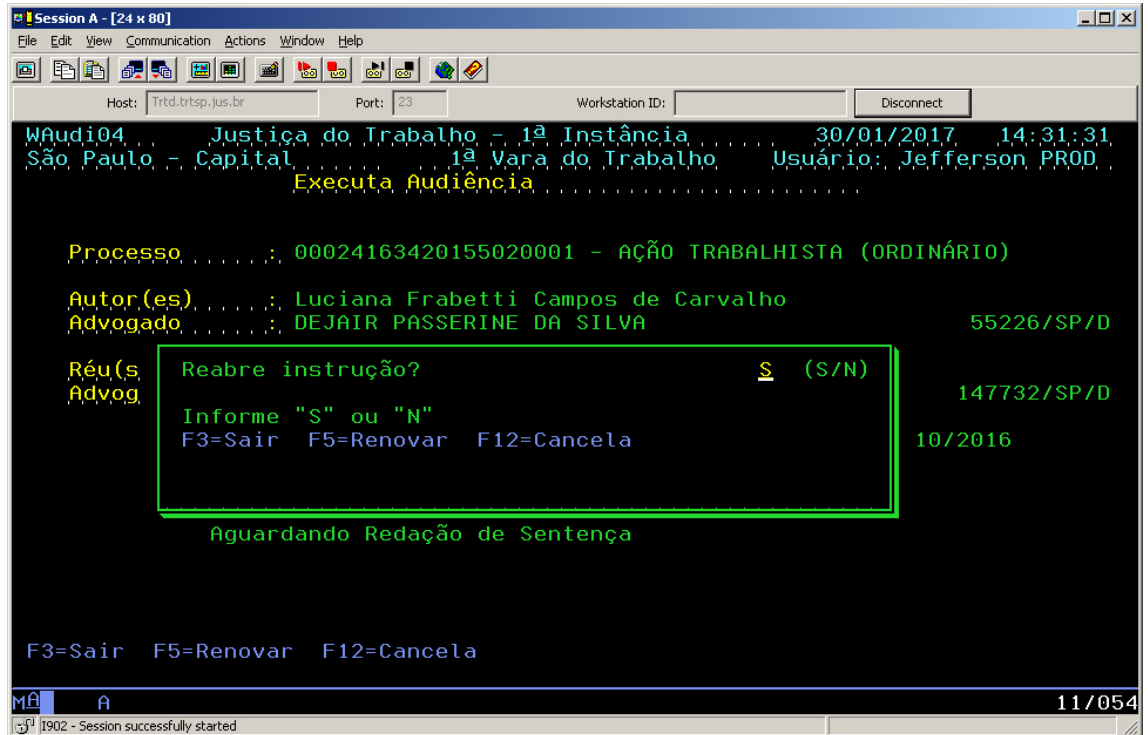 Session A - [24 x 80]
File Edit View Communication Actions Window Help
Host: Trtd.trtsp.jus.br Port: 23 Workstation ID: Disconnect
WAudi04 Justiça do Trabalho - 1ª Instância 30/01/2017 14:31:31
São Paulo - Capital 1ª Vara do Trabalho Usuário: Jefferson PROD
Executa Audiência
Processo . . . . . . : 00024163420155020001 - AÇÃO TRABALHISTA (ORDINÁRIO)
Autor(es) . . . . . : Luciana Frabetti Campos de Carvalho
Advogado . . . . . . : DEJAIR PASSERINE DA SILVA 55226/SP/D
Réu(s
Advog 147732/SP/D
Reabre instrução? S (S/N)
Informe "S" ou "N"
F3=Sair F5=Renovar F12=Cancela
10/2016
Aguardando Redação de Sentença
F3=Sair F5=Renovar F12=Cancela
MA A 11/054
I902 - Session successfully started